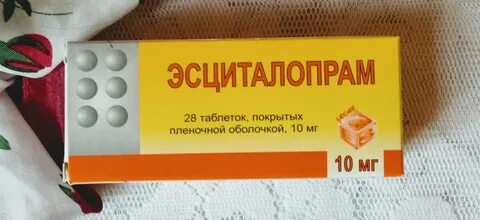 ЭСЦИТАЛОПРАМ
28 таблеток, покрытых
пленочной оболочкой, 10 мг
10 мг